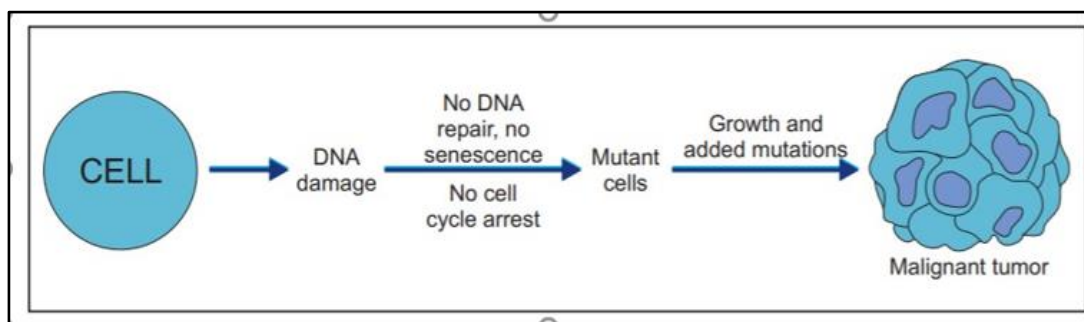 CELL
DNA
damage
No DNA
repair, no
senescence
No cell
cycle arrest
Mutant
cells
Growth and
added mutations
Malignant tumor